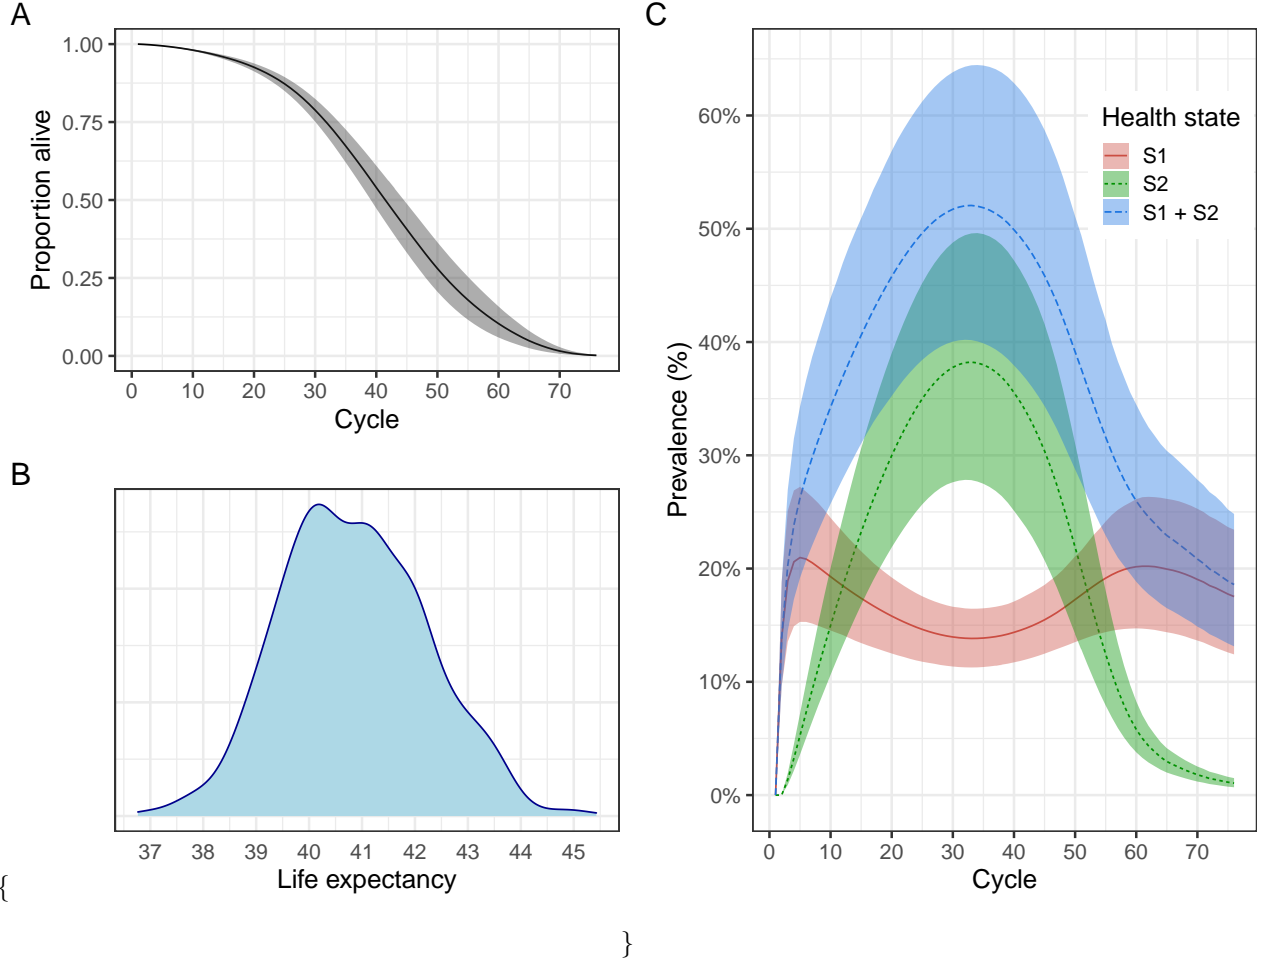 A
1.00
0.75
0.50
0.25
0.00
Proportion alive
0 10 20 30 40 50 60 70
Cycle
B
37 38 39 40 41 42 43 44 45
Life expectancy
C
60%
50%
40%
30%
20%
10%
0%
Prevalence (%)
Health state
S1
S2
S1 + S2
0 10 20 30 40 50 60 70
Cycle
{
}